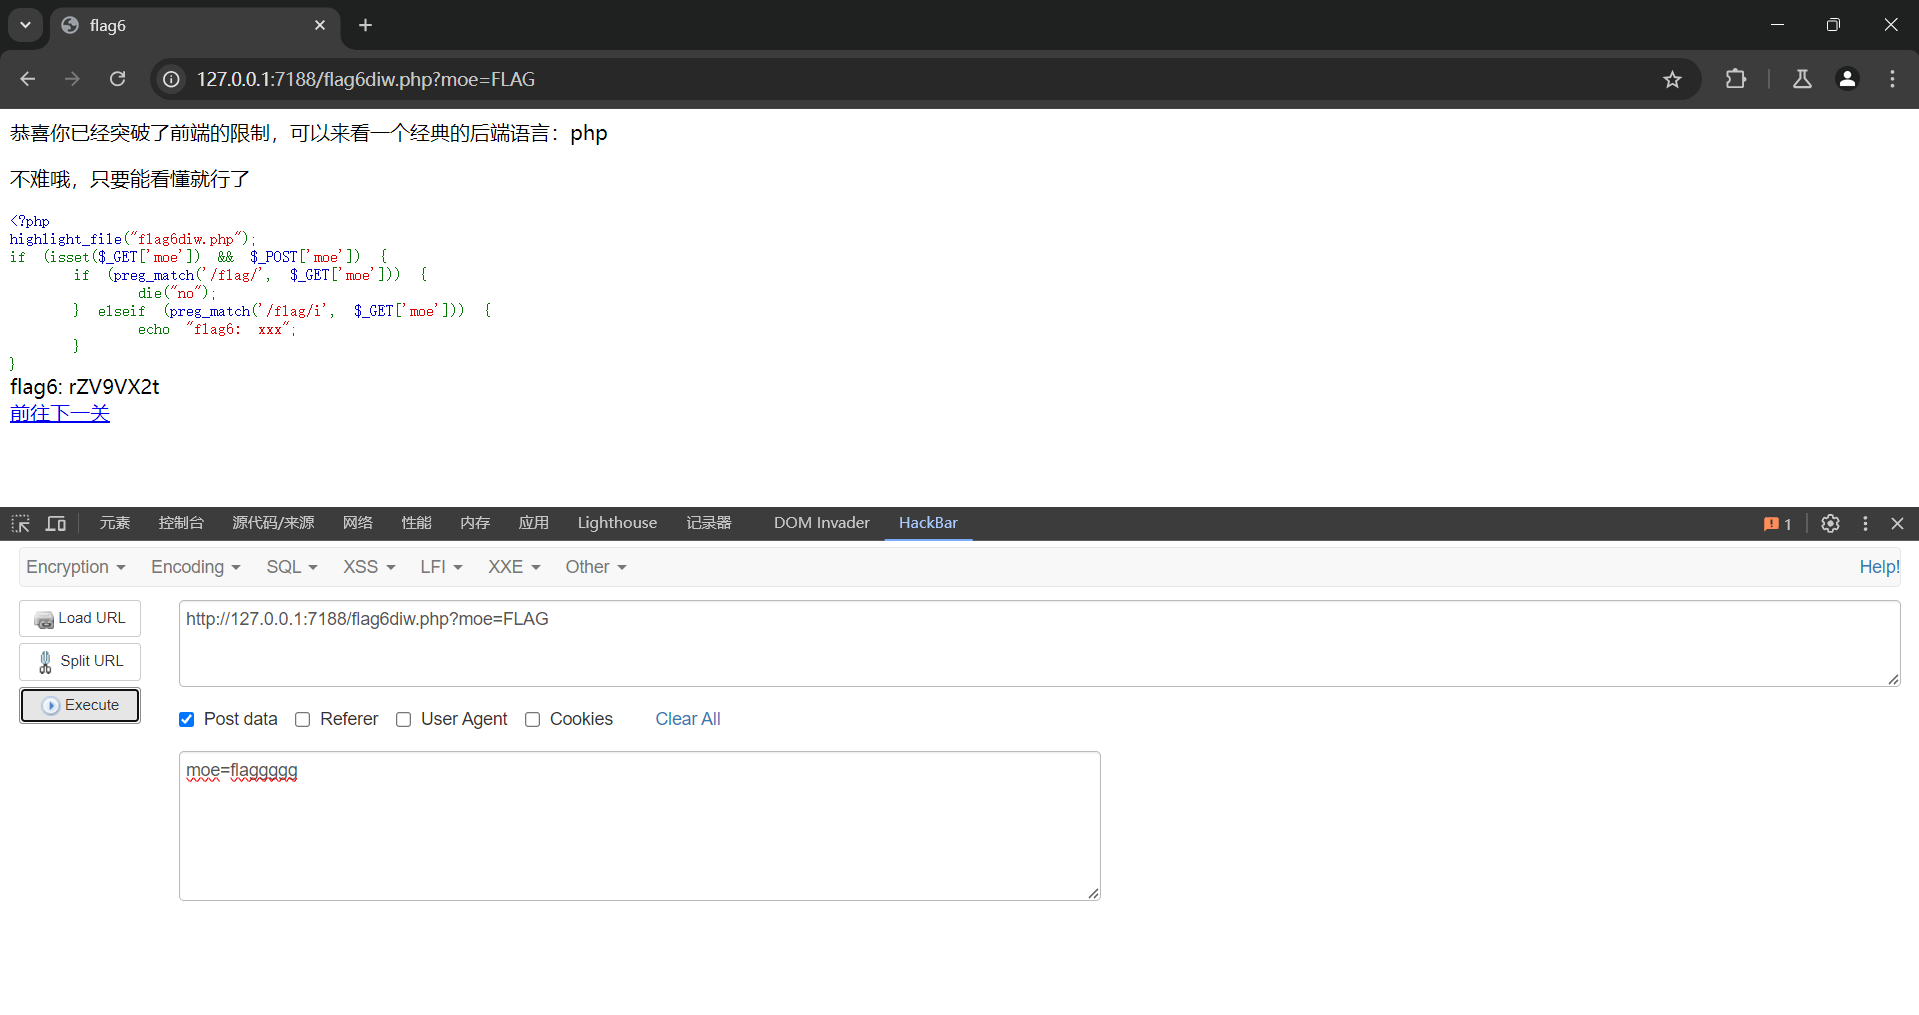 flag6
127.0.0.1:7188/flag6diw.php?moe=FLAG
恭喜你已经突破了前端的限制，可以来看一个经典的后端语言：php
不难哦，只要能看懂就行了
<?php
highlight_file("flag6diw.php");
if (isset($_GET['moe']) && $_POST['moe']) {
if (preg_match('/flag/', $_GET['moe'])) {
die("no");
} elseif (preg_match('/flag/i', $_GET['moe'])) {
echo "flag6: xxx";
}
}
flag6: rZV9VX2t
前往下一关
元素 控制台 源代码/来源 网络 性能 内存 应用 Lighthouse 记录器 DOM Invader HackBar 1
Encryption Encoding SQL XSS LFI XXE Other Help!
Load URL http://127.0.0.1:7188/flag6diw.php?moe=FLAG
Split URL
Execute
Post data Referer User Agent Cookies Clear All
moe=flaggggg